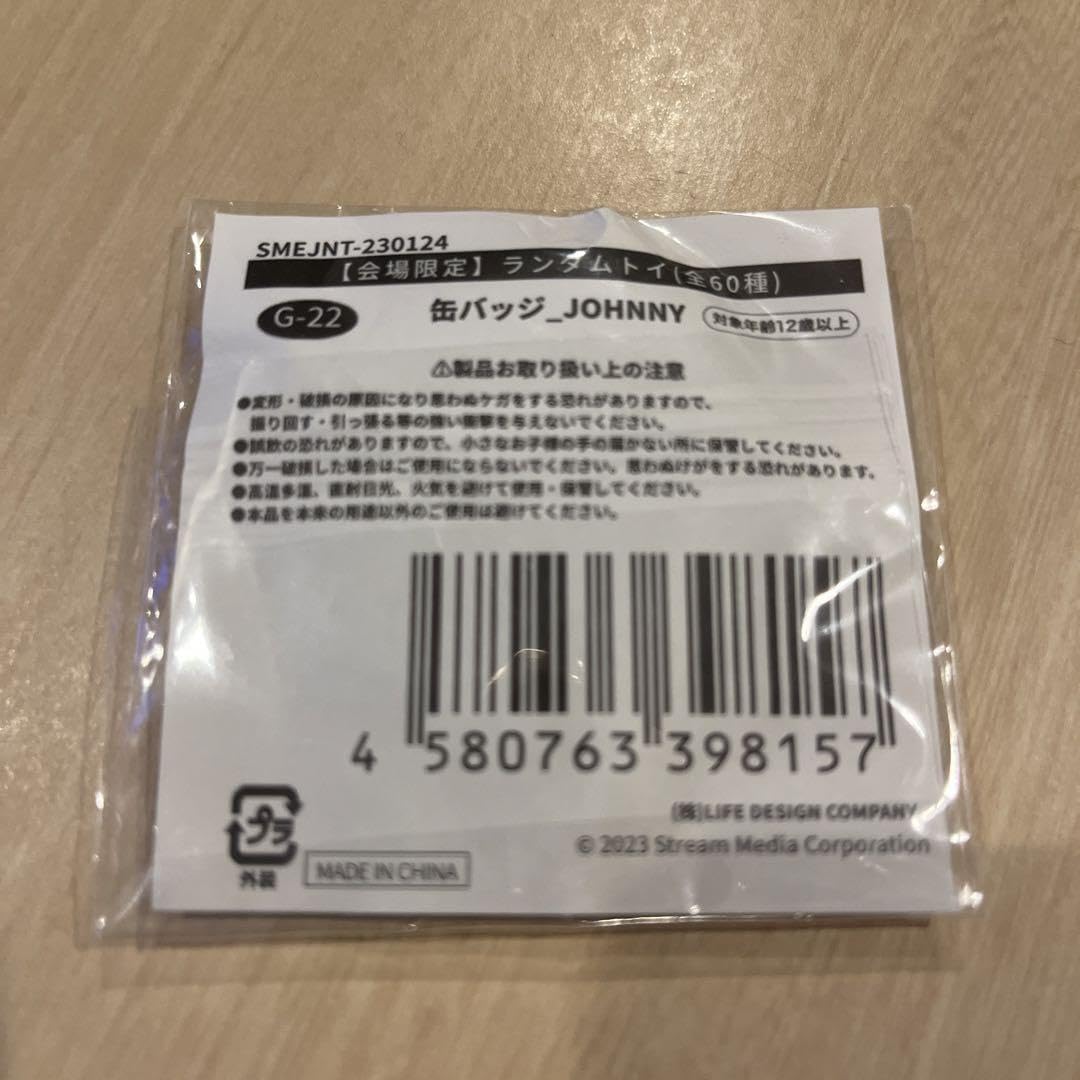 SMEJNT-230124
【会場限定】ランダムトイ(全60種)
G-22
缶バッジ_JOHNNY
対象年齢12歳以上
⚠製品お取り扱い上の注意
●変形・破損の原因になり思わぬケガをする恐れがありますので、
振り回す・引っ張る等の強い衝撃を与えないでください。
●誤飲の恐れがありますので、小さなお子様の手の届かない所に保管してください。
●万一破損した場合はご使用にならないでください。思わぬけがをする恐れがあります。
●高温多湿、直射日光、火気を避けて使用・保管してください。
●本品を本来の用途以外のご使用は避けてください。
4 580763 398157
(株)LIFE DESIGN COMPANY
© 2023 Stream Media Corporation
プラ
外装
MADE IN CHINA